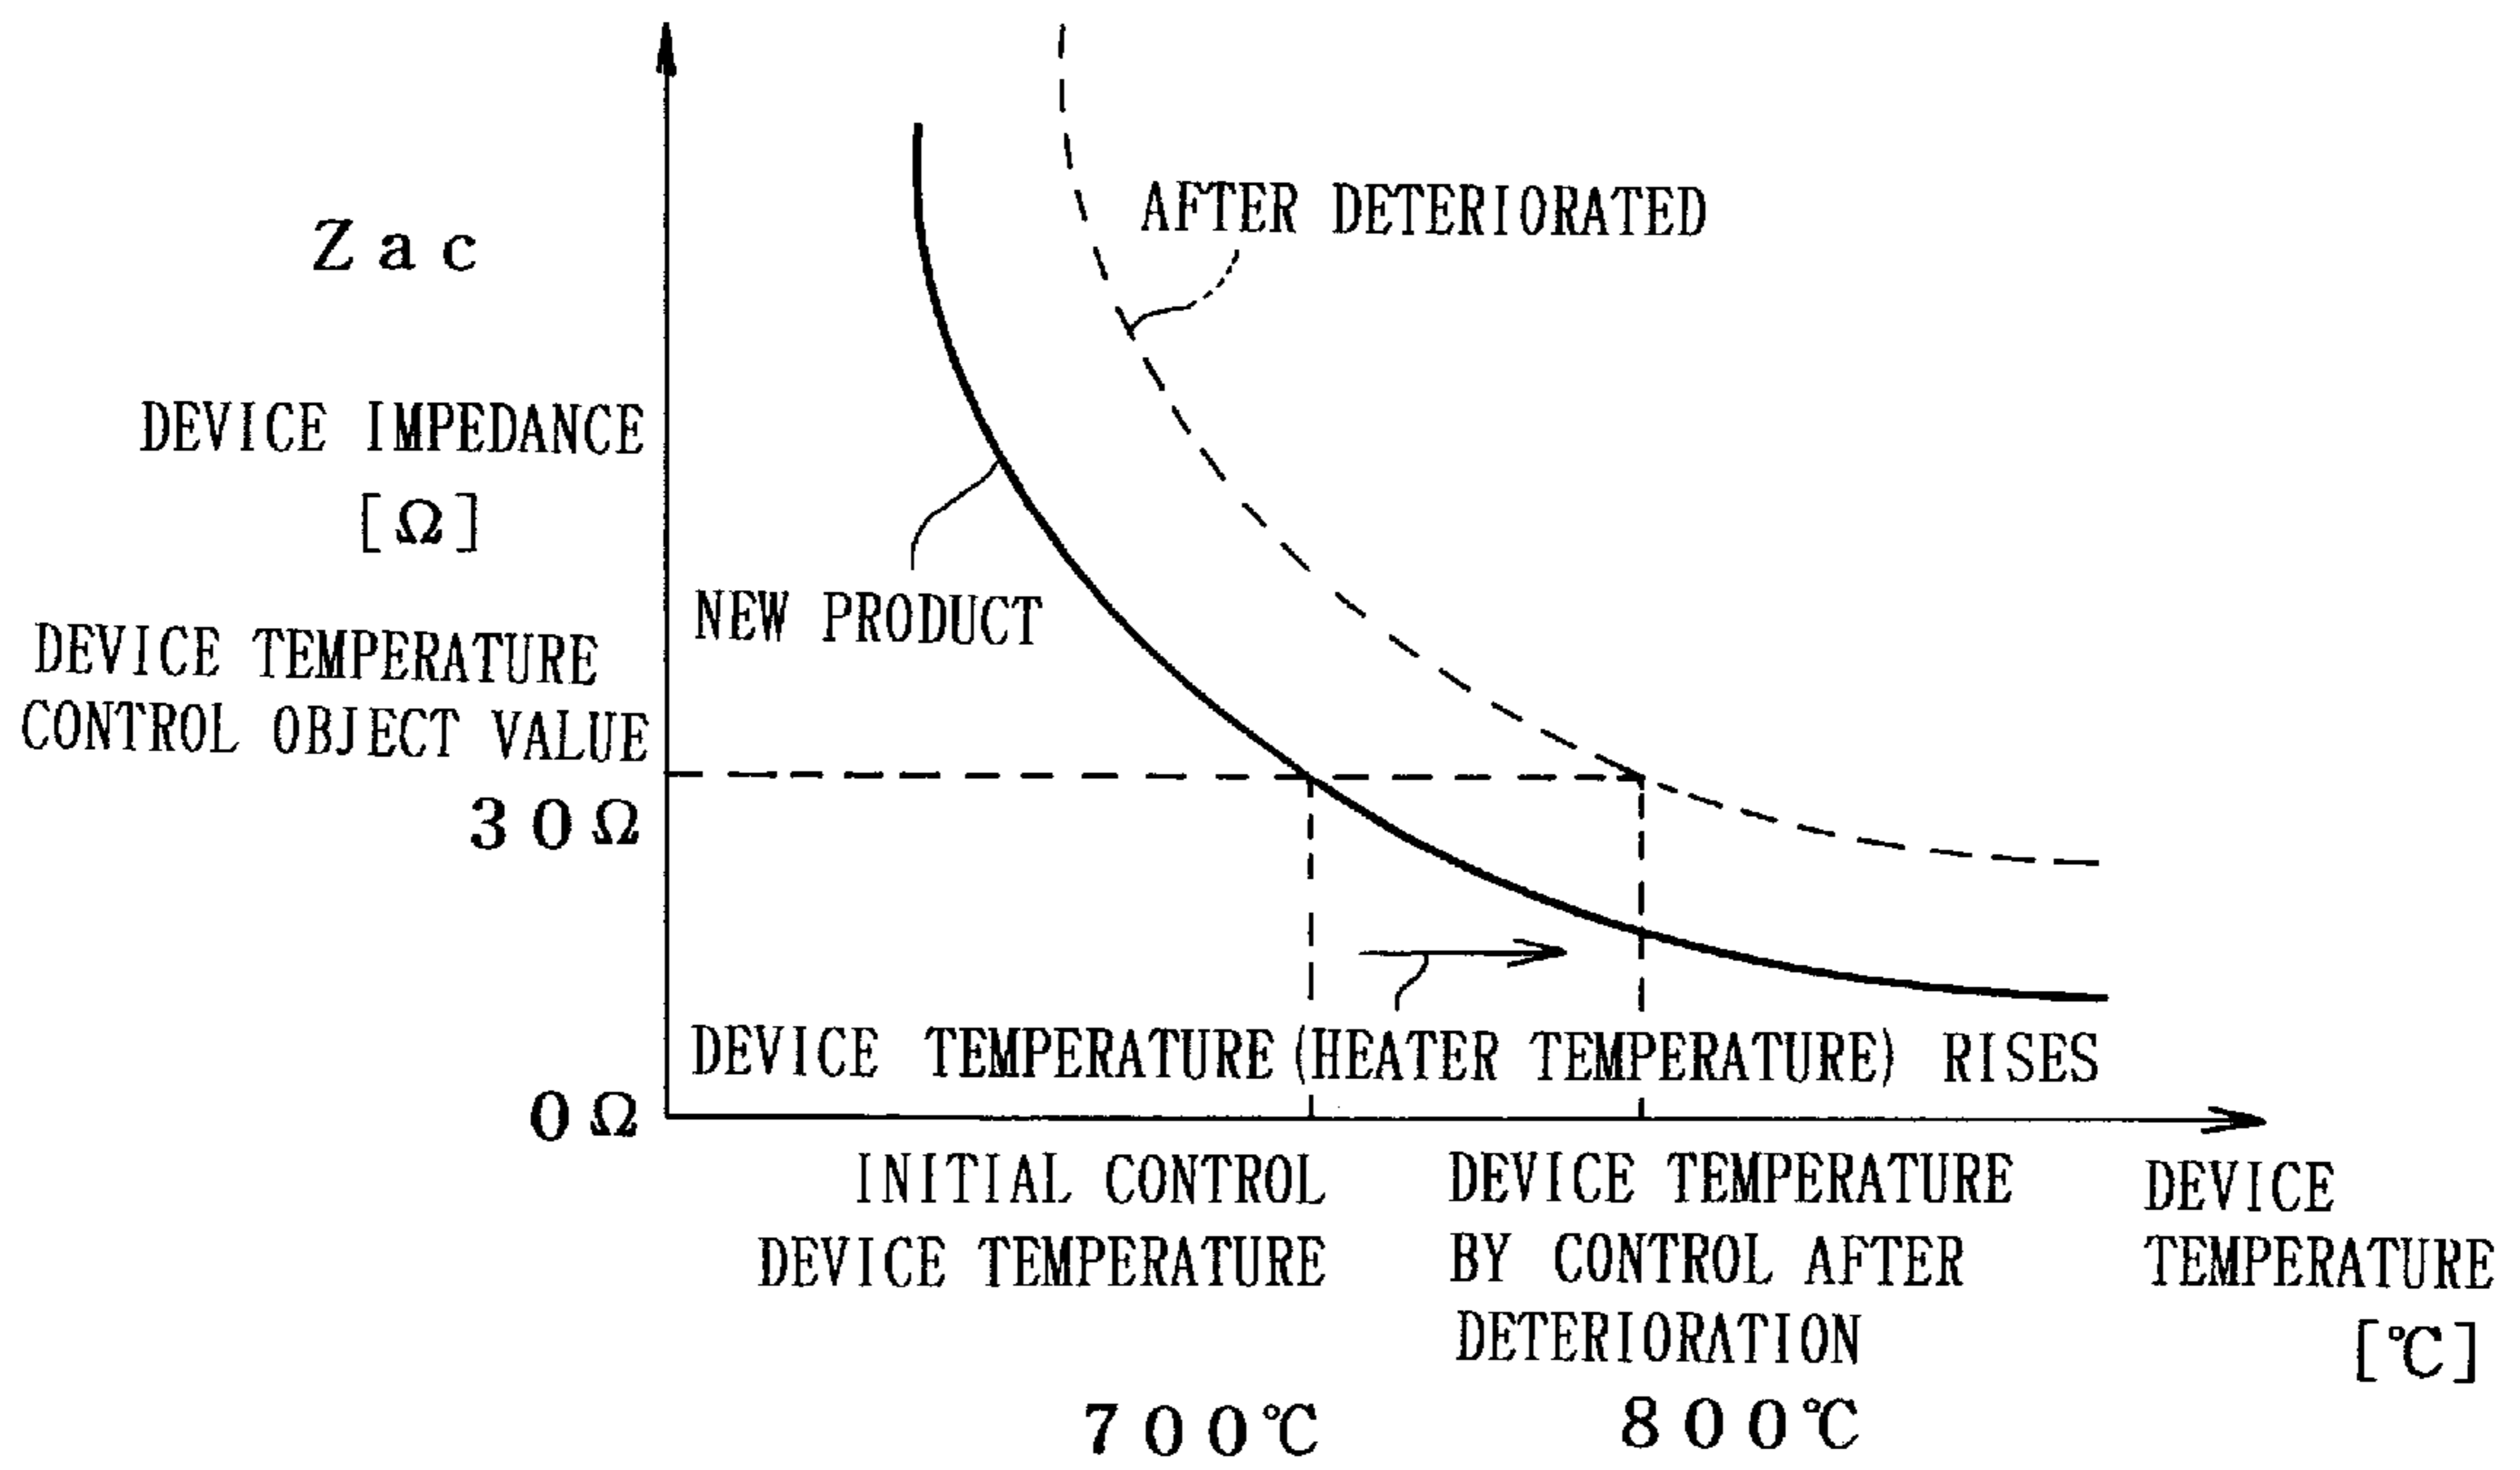 Zac
DEVICE IMPEDANCE
[Ω]
DEVICE TEMPERATURE
CONTROL OBJECT VALUE
30Ω
0Ω
AFTER DETERIORATED
NEW PRODUCT
DEVICE TEMPERATURE (HEATER TEMPERATURE) RISES
INITIAL CONTROL
DEVICE TEMPERATURE
700℃
DEVICE TEMPERATURE
BY CONTROL AFTER
DETERIORATION
800℃
DEVICE
TEMPERATURE
[℃]